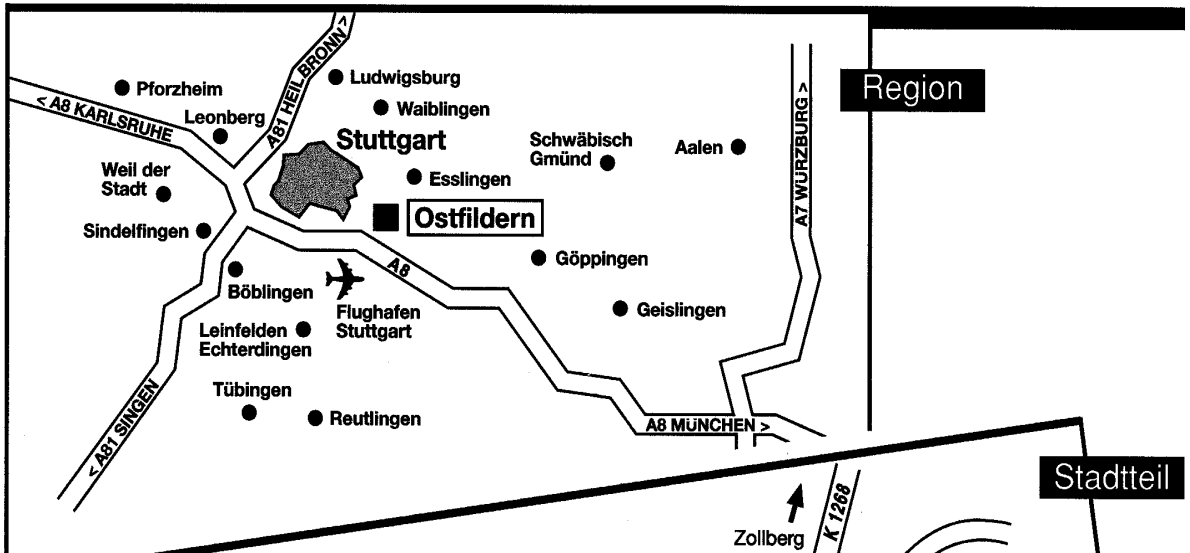 Region
< A8 KARLSRUHE
A81 HEILBRONN >
Pforzheim
Leonberg
Ludwigsburg
Waiblingen
Stuttgart
Schwäbisch
Gmünd
Aalen
A7 WÜRZBURG >
Weil der
Stadt
Esslingen
Sindelfingen
Ostfildern
A8
Göppingen
Böblingen
Flughafen
Stuttgart
Geislingen
Leinfelden
Echterdingen
Tübingen
Reutlingen
< A81 SINGEN
A8 MÜNCHEN >
Stadtteil
Zollberg
K 1268